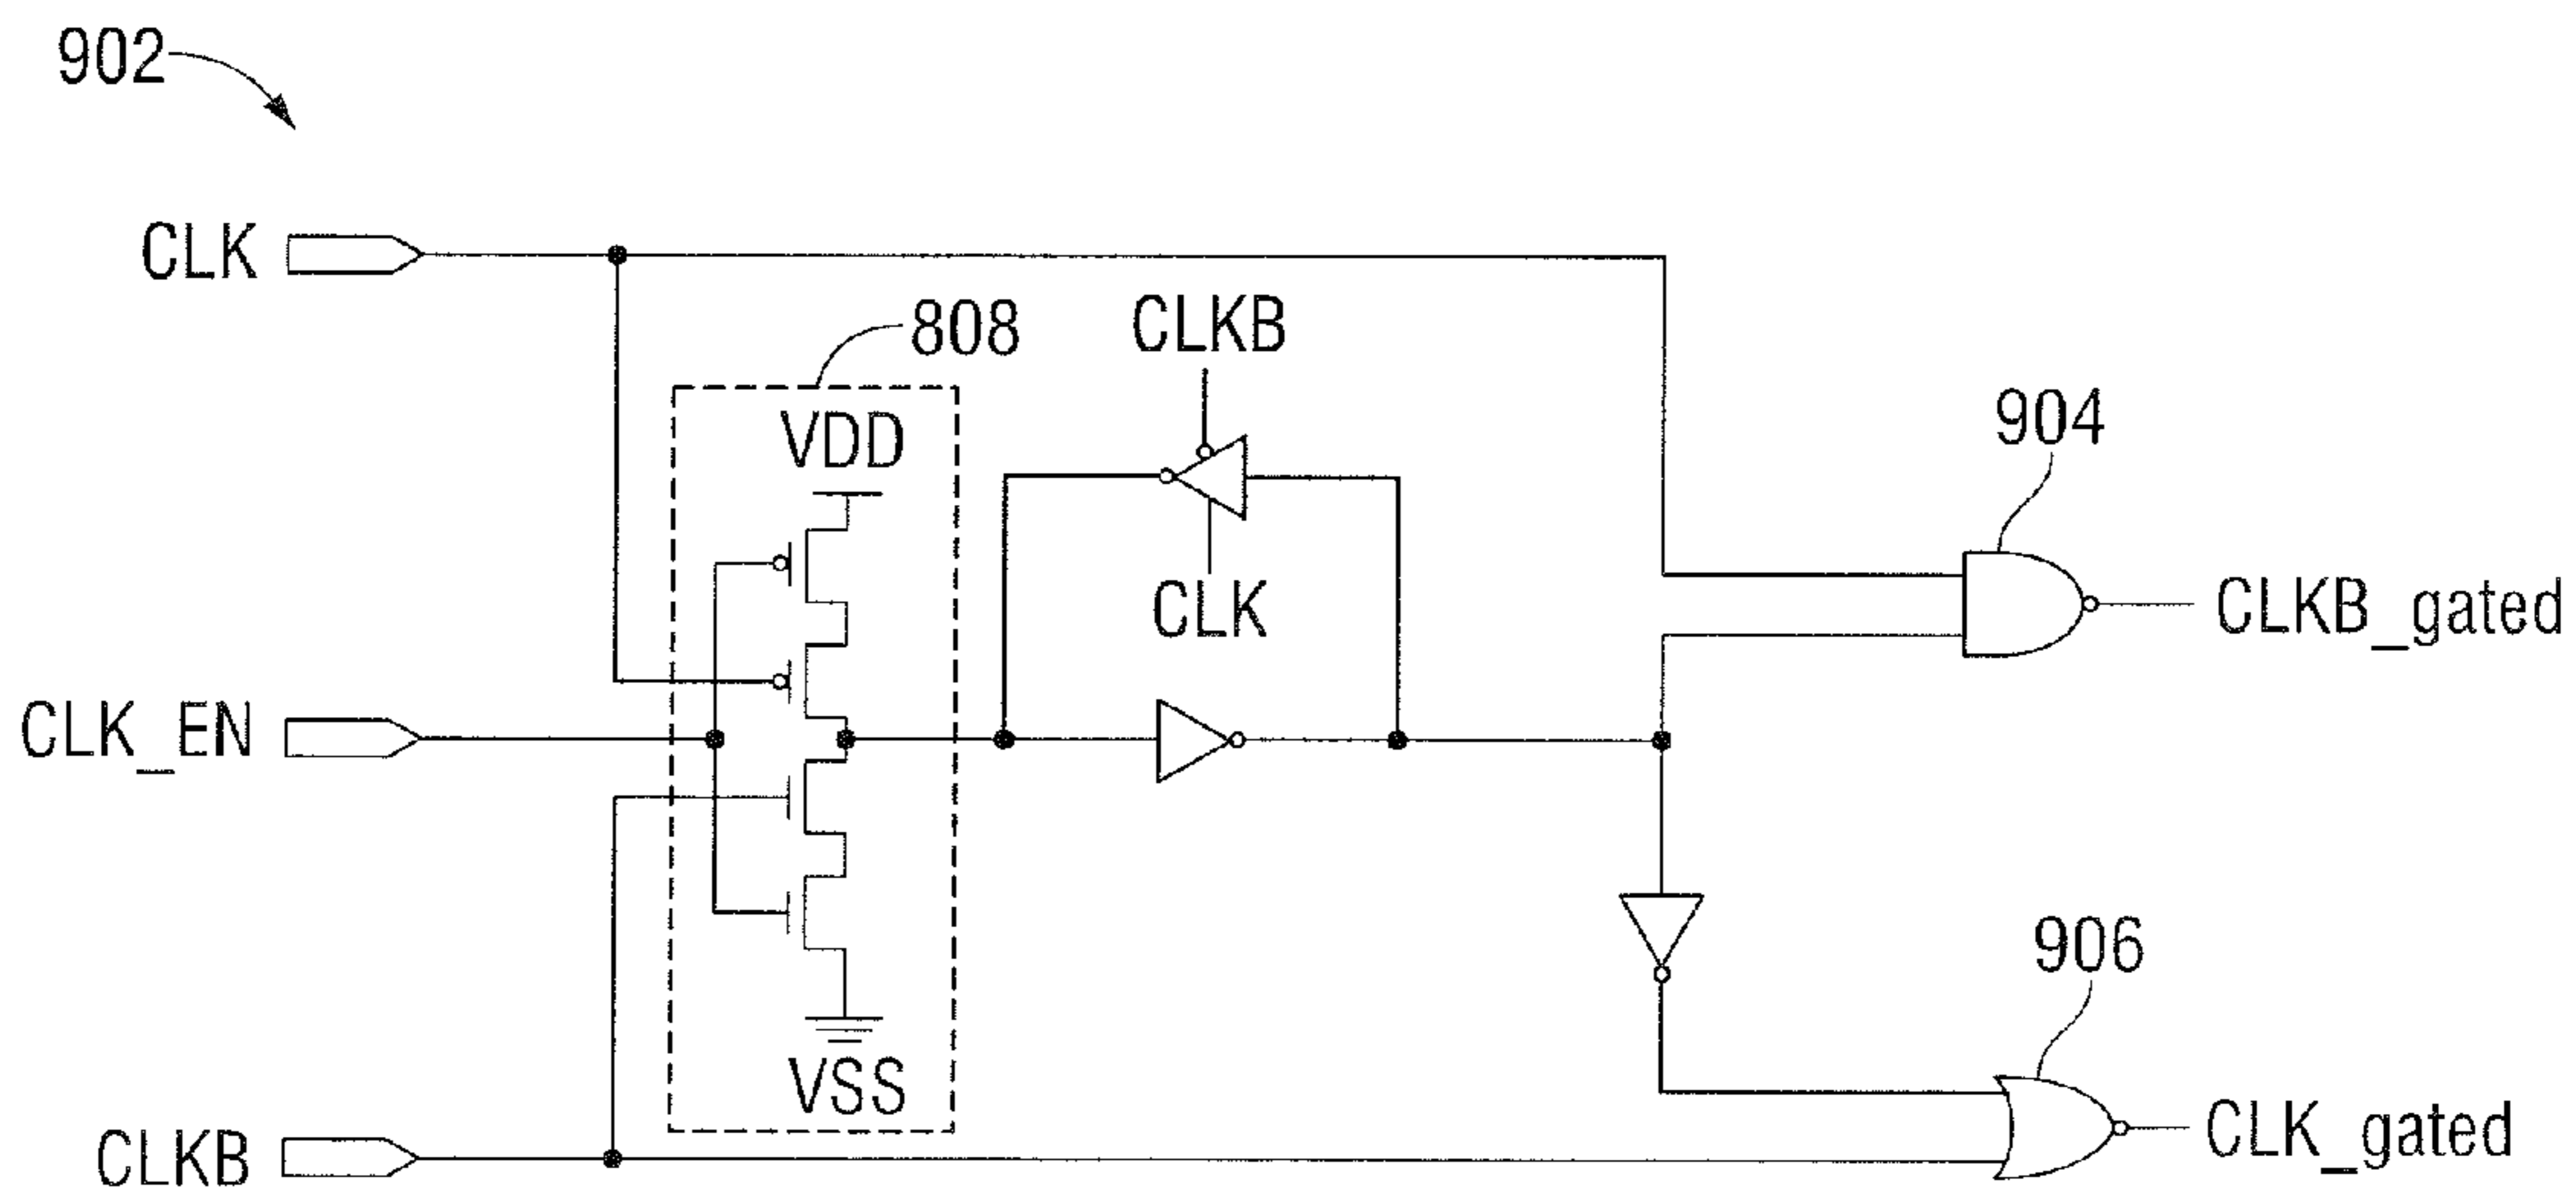 902
CLK
808
CLKB
VDD
904
CLKB_gated
CLK
CLK_EN
906
VSS
CLK_gated
CLKB